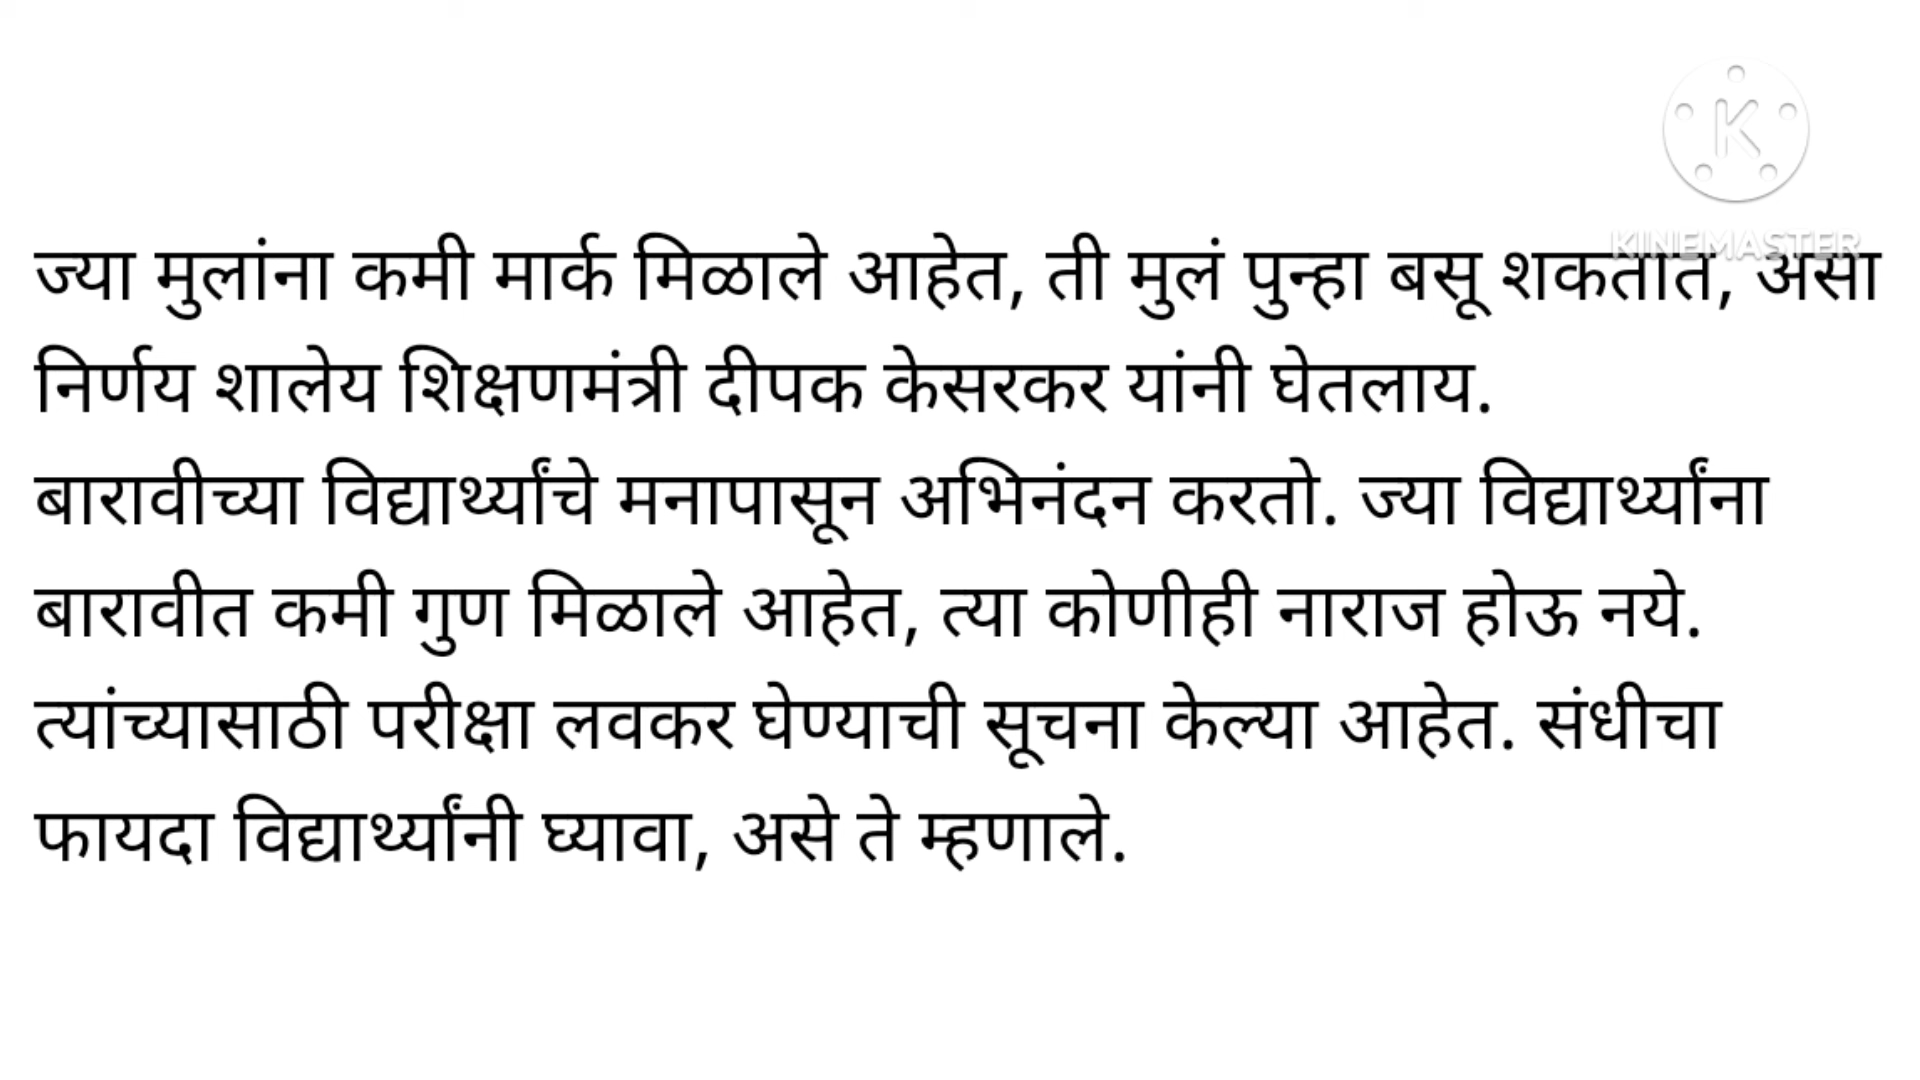 KINEMASTER
ज्या मुलांना कमी मार्क मिळाले आहेत, ती मुलं पुन्हा बसू शकतात, असा
निर्णय शालेय शिक्षणमंत्री दीपक केसरकर यांनी घेतलाय.
बारावीच्या विद्यार्थ्यांचे मनापासून अभिनंदन करतो. ज्या विद्यार्थ्यांना
बारावीत कमी गुण मिळाले आहेत, त्या कोणीही नाराज होऊ नये.
त्यांच्यासाठी परीक्षा लवकर घेण्याची सूचना केल्या आहेत. संधीचा
फायदा विद्यार्थ्यांनी घ्यावा, असे ते म्हणाले.